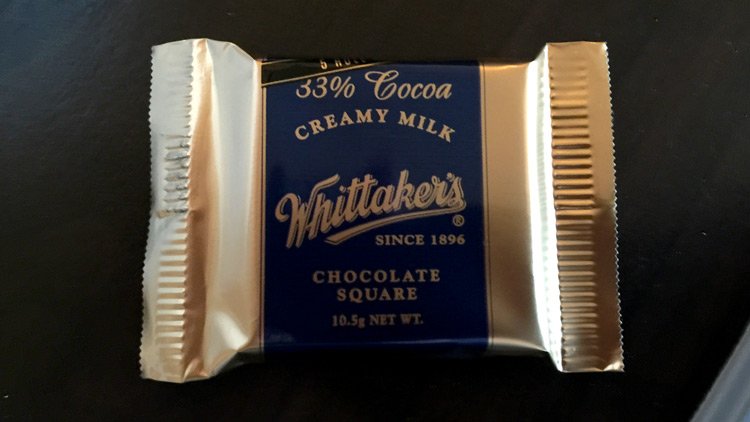 33% Cocoa
CREAMY MILK
Whittaker's
®
SINCE 1896
CHOCOLATE
SQUARE
10.5g NET WT.